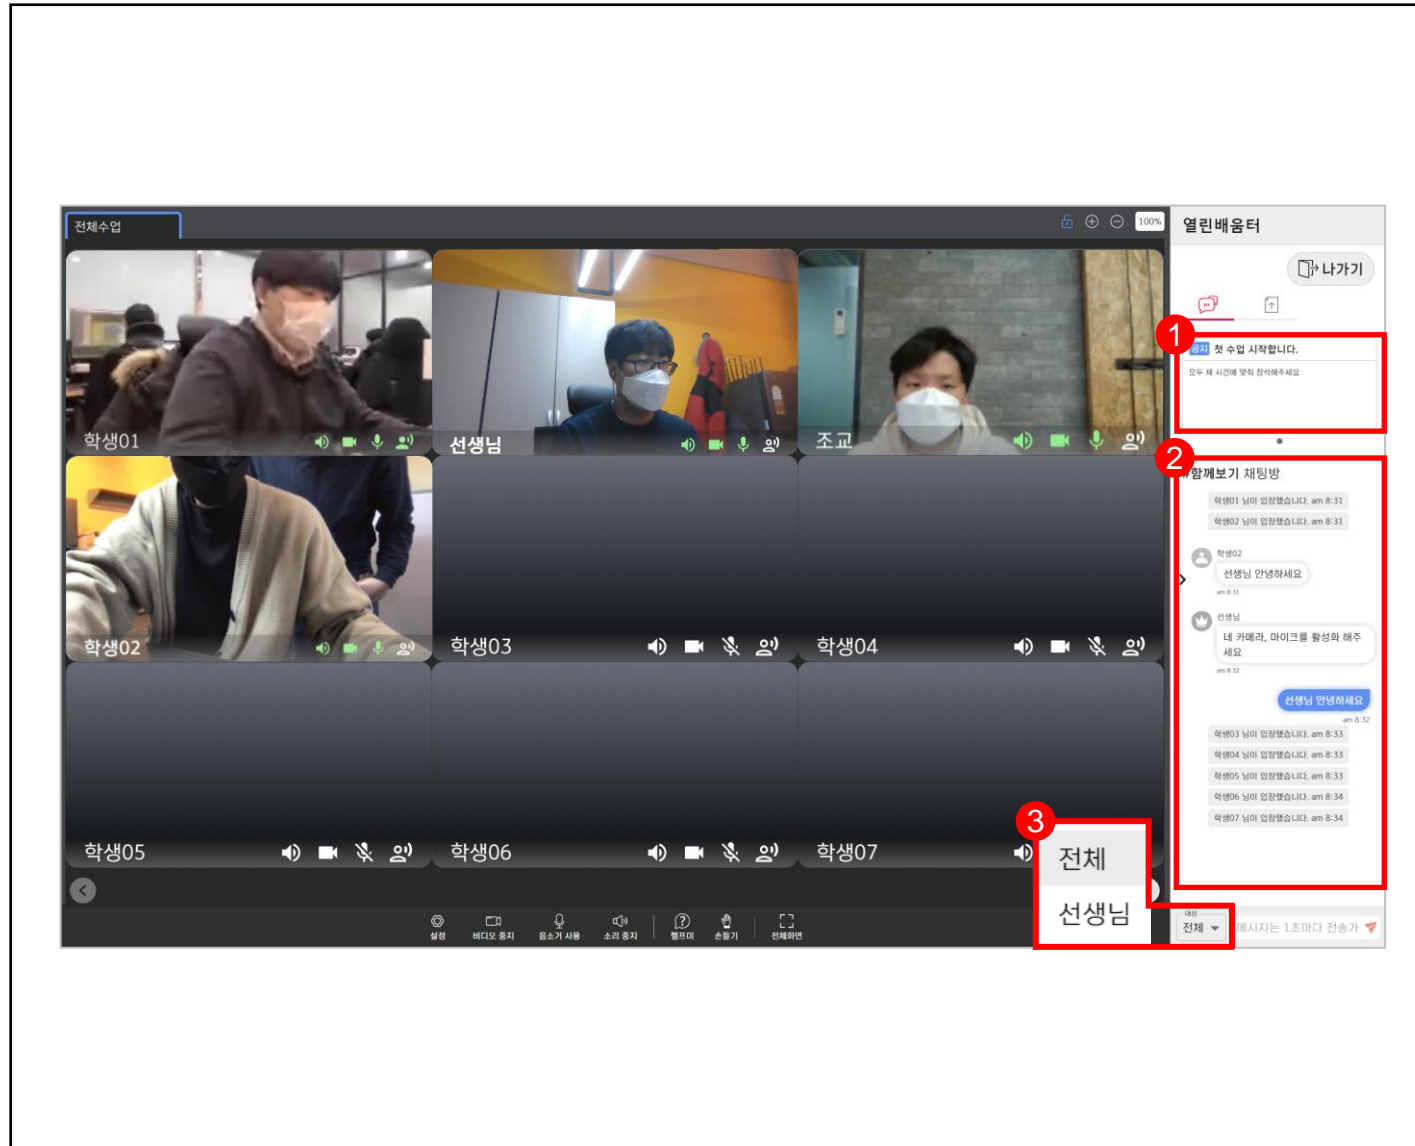 전체수업
100%
열린배움터
나가기
1
공지 첫 수업 시작합니다.
모두 제 시간에 맞춰 참석해주세요
학생01
선생님
조교
2
#함께보기 채팅방
학생01 님이 입장했습니다. am 8:31
학생02 님이 입장했습니다. am 8:31
학생02
선생님 안녕하세요
am 8:31
선생님
네 카메라, 마이크를 활성화 해주
세요
am 8:32
선생님 안녕하세요
am 8:32
학생03 님이 입장했습니다. am 8:33
학생04 님이 입장했습니다. am 8:33
학생05 님이 입장했습니다. am 8:33
학생06 님이 입장했습니다. am 8:34
학생07 님이 입장했습니다. am 8:34
학생02
학생03
학생04
학생05
학생06
학생07
3
전체
선생님
설정
비디오 중지
음소거 사용
소리 중지
헬프미
손들기
전체화면
대상
전체
메시지는 1초마다 전송가